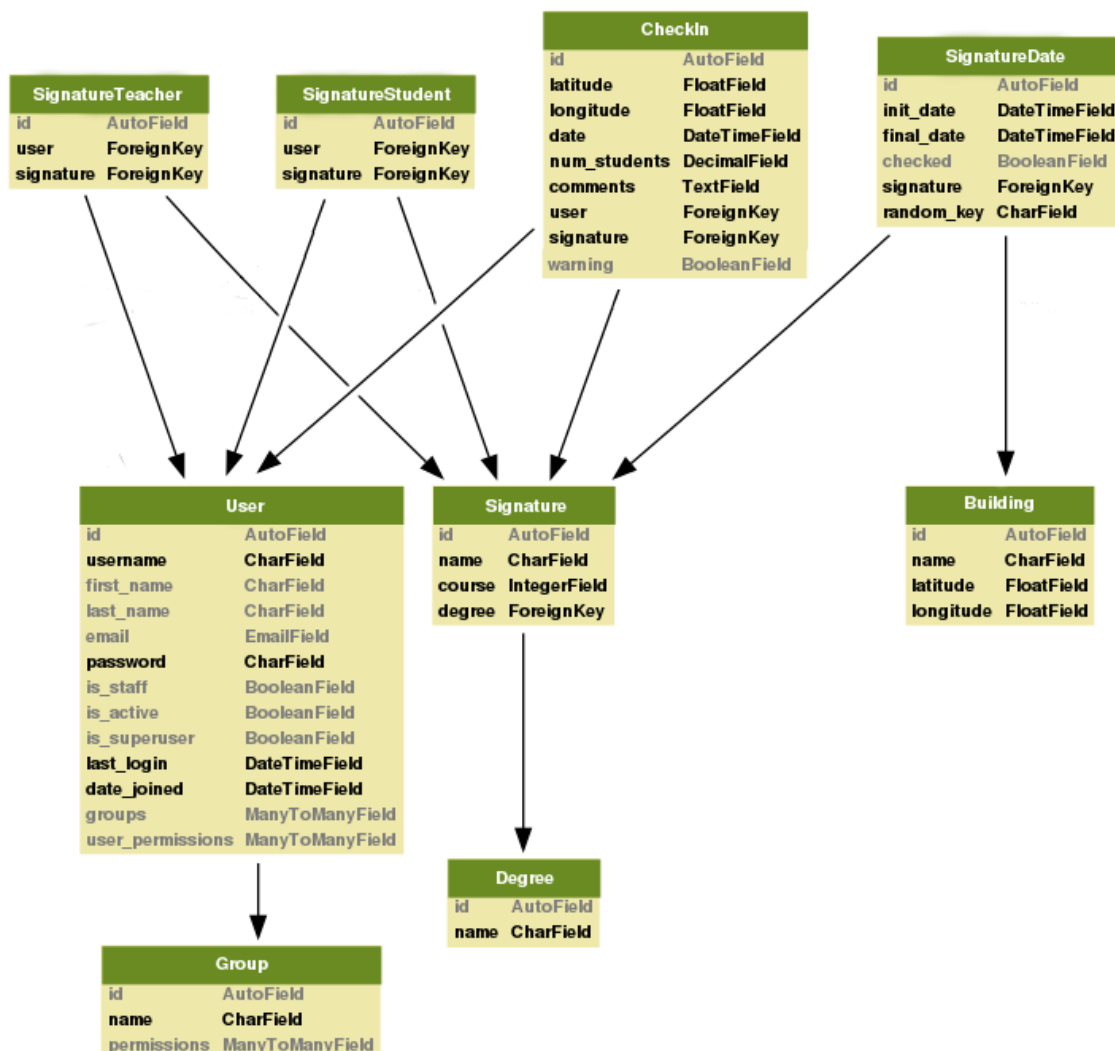 SignatureTeacher
id AutoField
user ForeignKey
signature ForeignKey
SignatureStudent
id AutoField
user ForeignKey
signature ForeignKey
CheckIn
id AutoField
latitude FloatField
longitude FloatField
date DateTimeField
num_students DecimalField
comments TextField
user ForeignKey
signature ForeignKey
warning BooleanField
SignatureDate
id AutoField
init_date DateTimeField
final_date DateTimeField
checked BooleanField
signature ForeignKey
random_key CharField
User
id AutoField
username CharField
first_name CharField
last_name CharField
email EmailField
password CharField
is_staff BooleanField
is_active BooleanField
is_superuser BooleanField
last_login DateTimeField
date_joined DateTimeField
groups ManyToManyField
user_permissions ManyToManyField
Signature
id AutoField
name CharField
course IntegerField
degree ForeignKey
Building
id AutoField
name CharField
latitude FloatField
longitude FloatField
Degree
id AutoField
name CharField
Group
id AutoField
name CharField
permissions ManyToManyField